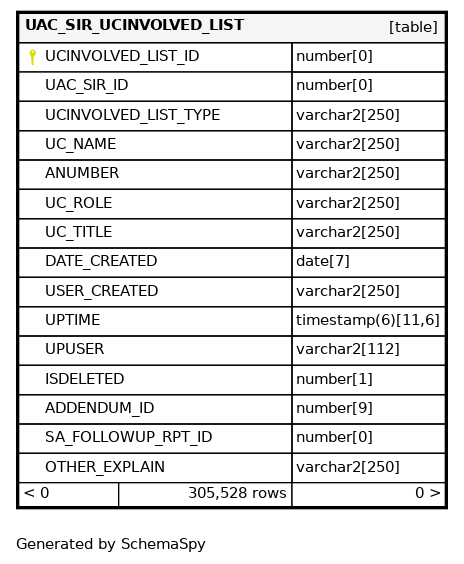 UAC_SIR_UCINVOLVED_LIST [table]
UCINVOLVED_LIST_ID number[0]
UAC_SIR_ID number[0]
UCINVOLVED_LIST_TYPE varchar2[250]
UC_NAME varchar2[250]
ANUMBER varchar2[250]
UC_ROLE varchar2[250]
UC_TITLE varchar2[250]
DATE_CREATED date[7]
USER_CREATED varchar2[250]
UPTIME timestamp(6)[11,6]
UPUSER varchar2[112]
ISDELETED number[1]
ADDENDUM_ID number[9]
SA_FOLLOWUP_RPT_ID number[0]
OTHER_EXPLAIN varchar2[250]
< 0 305,528 rows 0 >
Generated by SchemaSpy